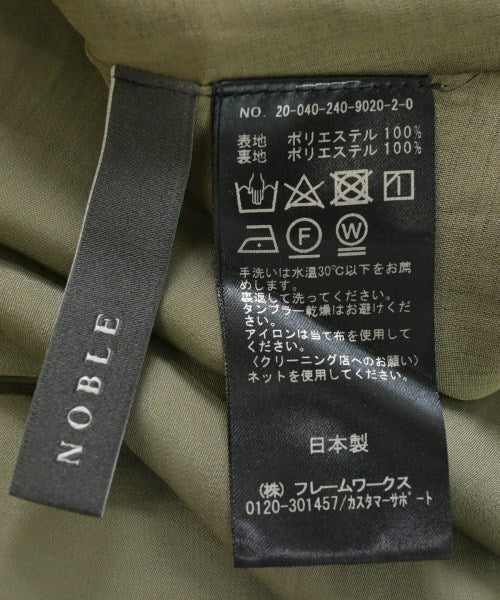 NOBLE
NO. 20-040-240-9020-2-0
表地 ポリエステル 100%
裏地 ポリエステル 100%
F
W
手洗いは水温30℃以下をお薦
めします。
裏返して洗ってください。
タンブラー乾燥はお避けくだ
さい。
アイロンは当て布を使用して
ください。
〈クリーニング店へのお願い〉
ネットを使用してください。
日本製
(株) フレームワークス
0120-301457/カスタマーサポート